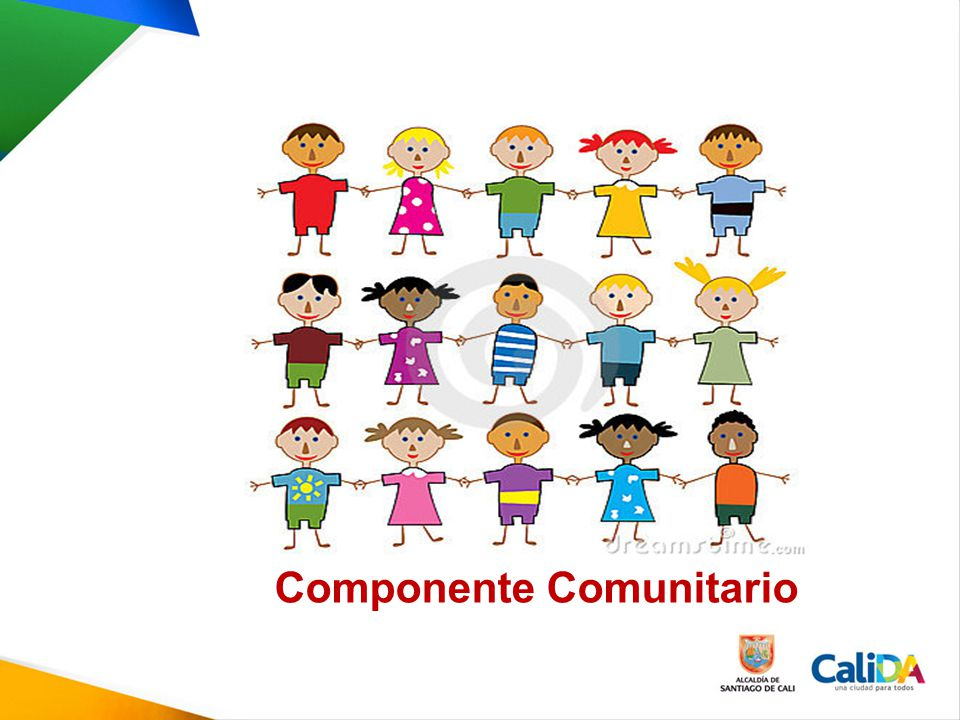 dreamstime.com
Componente Comunitario
ALCALDÍA DE
SANTIAGO DE CALI
CaliDA
una ciudad para todos